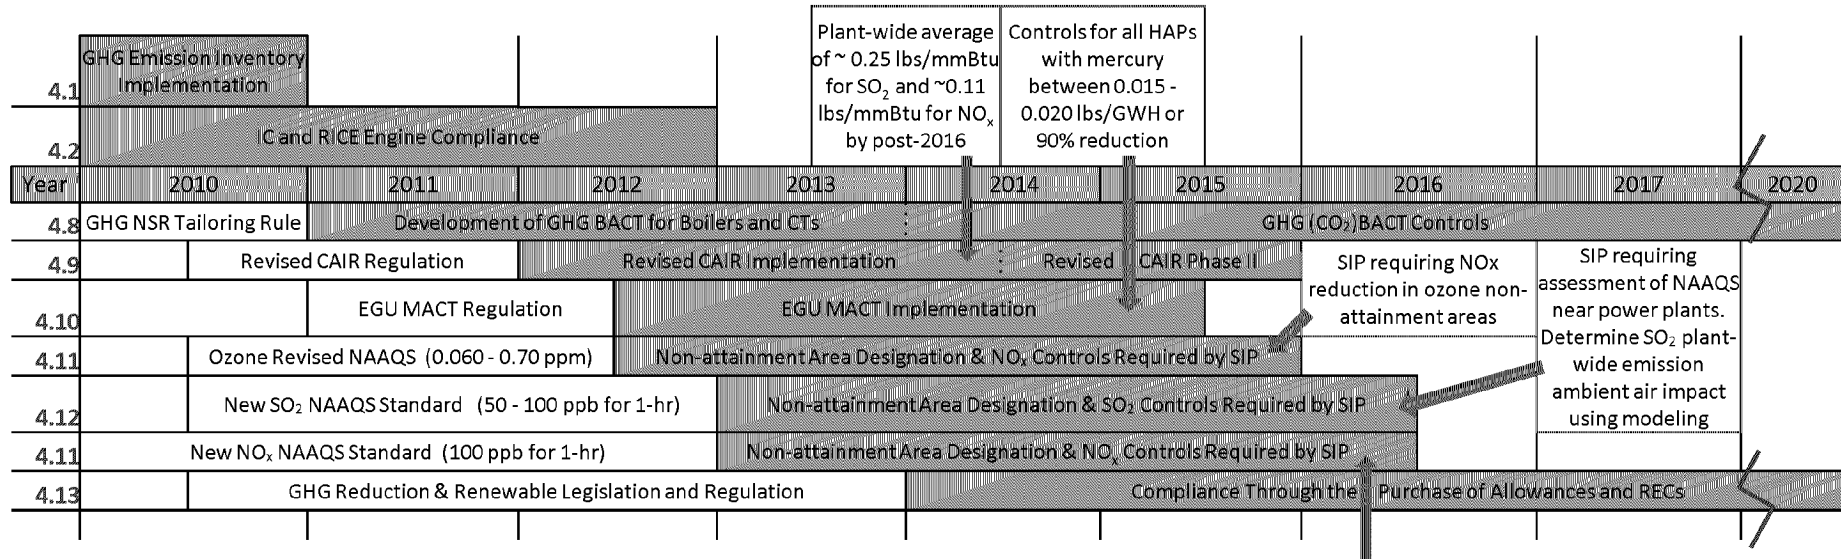 Plant-wide average
of ~ 0.25 lbs/mmBtu
for SO₂ and ~0.11
lbs/mmBtu for NOₓ
by post-2016
Controls for all HAPs
with mercury
between 0.015 -
0.020 lbs/GWH or
90% reduction
4.1
GHG Emission Inventory
Implementation
4.2
IC and RICE Engine Compliance
Year 2010 2011 2012 2013 2014 2015 2016 2017 2020
4.8 GHG NSR Tailoring Rule Development of GHG BACT for Boilers and CTs GHG (CO₂) BACT Controls
4.9 Revised CAIR Regulation Revised CAIR Implementation Revised CAIR Phase II
SIP requiring NOx
reduction in ozone non-
attainment areas
SIP requiring
assessment of NAAQS
near power plants.
Determine SO₂ plant-
wide emission
ambient air impact
using modeling
4.10 EGU MACT Regulation EGU MACT Implementation
4.11 Ozone Revised NAAQS (0.060 - 0.70 ppm) Non-attainment Area Designation & NOₓ Controls Required by SIP
4.12 New SO₂ NAAQS Standard (50 - 100 ppb for 1-hr) Non-attainment Area Designation & SO₂ Controls Required by SIP
4.11 New NOₓ NAAQS Standard (100 ppb for 1-hr) Non-attainment Area Designation & NOₓ Controls Required by SIP
4.13 GHG Reduction & Renewable Legislation and Regulation Compliance Through the Purchase of Allowances and RECs